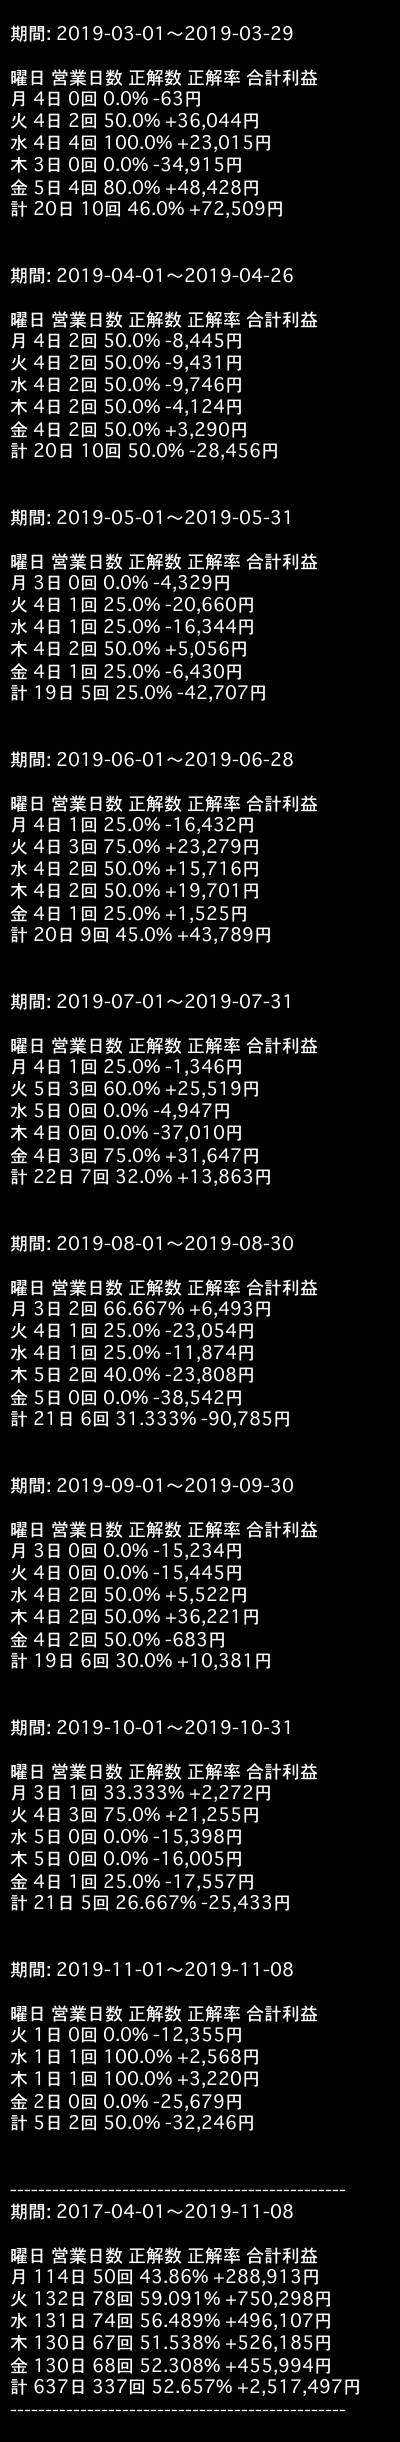 期間: 2019-03-01～2019-03-29
曜日 営業日数 正解数 正解率 合計利益
月 4日 0回 0.0% -63円
火 4日 2回 50.0% +36,044円
水 4日 4回 100.0% +23,015円
木 3日 0回 0.0% -34,915円
金 5日 4回 80.0% +48,428円
計 20日 10回 46.0% +72,509円
期間: 2019-04-01～2019-04-26
曜日 営業日数 正解数 正解率 合計利益
月 4日 2回 50.0% -8,445円
火 4日 2回 50.0% -9,431円
水 4日 2回 50.0% -9,746円
木 4日 2回 50.0% -4,124円
金 4日 2回 50.0% +3,290円
計 20日 10回 50.0% -28,456円
期間: 2019-05-01～2019-05-31
曜日 営業日数 正解数 正解率 合計利益
月 3日 0回 0.0% -4,329円
火 4日 1回 25.0% -20,660円
水 4日 1回 25.0% -16,344円
木 4日 2回 50.0% +5,056円
金 4日 1回 25.0% -6,430円
計 19日 5回 25.0% -42,707円
期間: 2019-06-01～2019-06-28
曜日 営業日数 正解数 正解率 合計利益
月 4日 1回 25.0% -16,432円
火 4日 3回 75.0% +23,279円
水 4日 2回 50.0% +15,716円
木 4日 2回 50.0% +19,701円
金 4日 1回 25.0% +1,525円
計 20日 9回 45.0% +43,789円
期間: 2019-07-01～2019-07-31
曜日 営業日数 正解数 正解率 合計利益
月 4日 1回 25.0% -1,346円
火 5日 3回 60.0% +25,519円
水 5日 0回 0.0% -4,947円
木 4日 0回 0.0% -37,010円
金 4日 3回 75.0% +31,647円
計 22日 7回 32.0% +13,863円
期間: 2019-08-01～2019-08-30
曜日 営業日数 正解数 正解率 合計利益
月 3日 2回 66.667% +6,493円
火 4日 1回 25.0% -23,054円
水 4日 1回 25.0% -11,874円
木 5日 2回 40.0% -23,808円
金 5日 0回 0.0% -38,542円
計 21日 6回 31.333% -90,785円
期間: 2019-09-01～2019-09-30
曜日 営業日数 正解数 正解率 合計利益
月 3日 0回 0.0% -15,234円
火 4日 0回 0.0% -15,445円
水 4日 2回 50.0% +5,522円
木 4日 2回 50.0% +36,221円
金 4日 2回 50.0% -683円
計 19日 6回 30.0% +10,381円
期間: 2019-10-01～2019-10-31
曜日 営業日数 正解数 正解率 合計利益
月 3日 1回 33.333% +2,272円
火 4日 3回 75.0% +21,255円
水 5日 0回 0.0% -15,398円
木 5日 0回 0.0% -16,005円
金 4日 1回 25.0% -17,557円
計 21日 5回 26.667% -25,433円
期間: 2019-11-01～2019-11-08
曜日 営業日数 正解数 正解率 合計利益
火 1日 0回 0.0% -12,355円
水 1日 1回 100.0% +2,568円
木 1日 1回 100.0% +3,220円
金 2日 0回 0.0% -25,679円
計 5日 2回 50.0% -32,246円
------------------------------------------------
期間: 2017-04-01～2019-11-08
曜日 営業日数 正解数 正解率 合計利益
月 114日 50回 43.86% +288,913円
火 132日 78回 59.091% +750,298円
水 131日 74回 56.489% +496,107円
木 130日 67回 51.538% +526,185円
金 130日 68回 52.308% +455,994円
計 637日 337回 52.657% +2,517,497円
------------------------------------------------